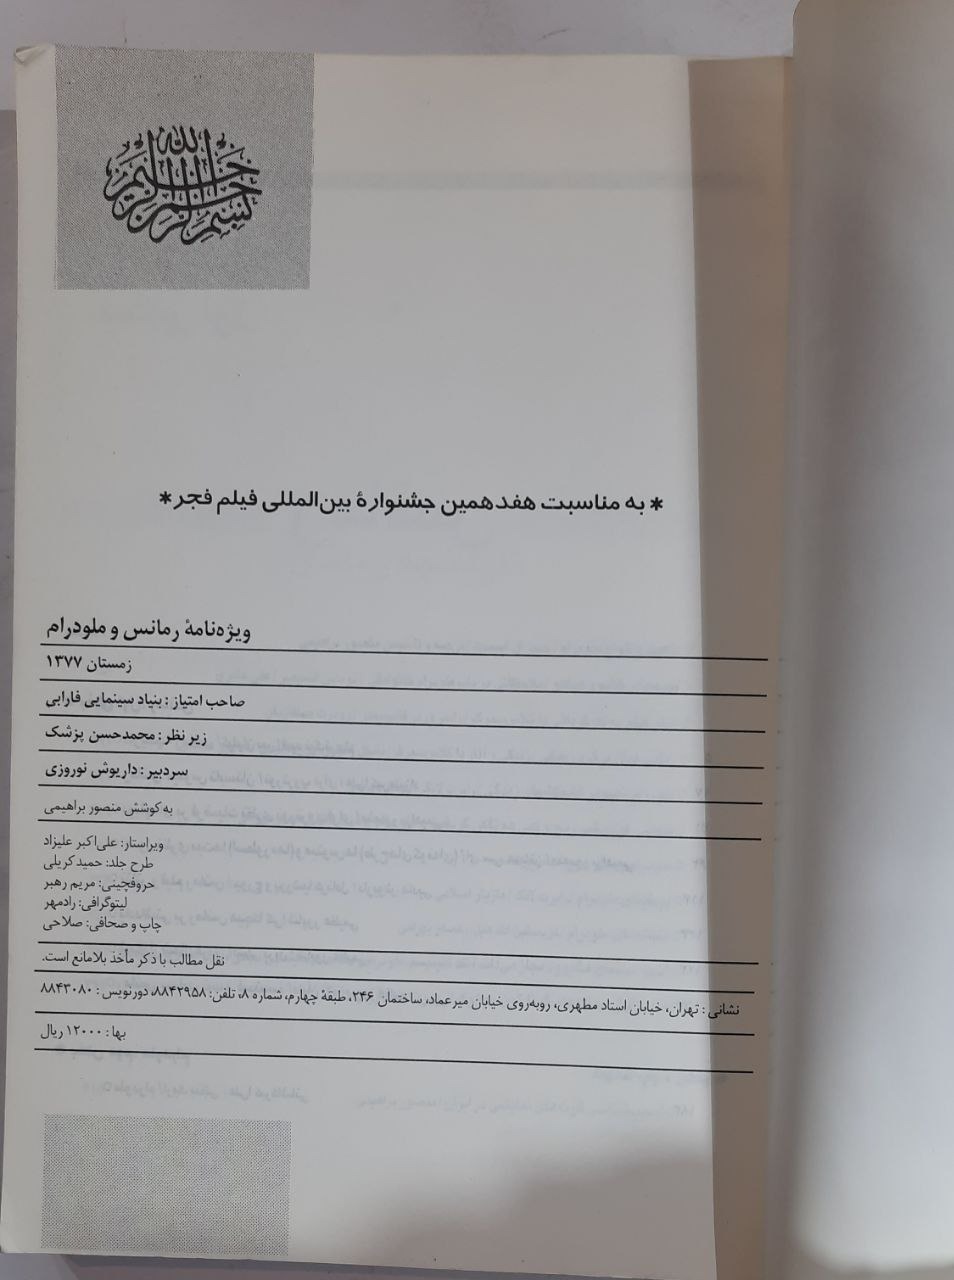 بسم الله الرحمن الرحیم
* به مناسبت هفدهمین جشنوارهٔ بین‌المللی فیلم فجر *
ویژه‌نامهٔ رمانس و ملودرام
زمستان ۱۳۷۷
صاحب امتیاز : بنیاد سینمایی فارابی
زیر نظر : محمدحسن پزشک
سردبیر : داریوش نوروزی
به کوشش منصور براهیمی
ویراستار: علی‌اکبر علیزاد
طرح جلد: حمید کریلی
حروفچینی: مریم رهبر
لیتوگرافی: رادمهر
چاپ و صحافی: صلاحی
نقل مطالب با ذکر مأخذ بلامانع است.
نشانی : تهران، خیابان استاد مطهری، روبه‌روی خیابان میرعماد، ساختمان ۲۴۶، طبقهٔ چهارم، شماره ۸، تلفن: ۸۸۴۲۹۵۸، دورنویس : ۸۸۴۳۰۸۰
بها : ۱۲۰۰۰ ریال